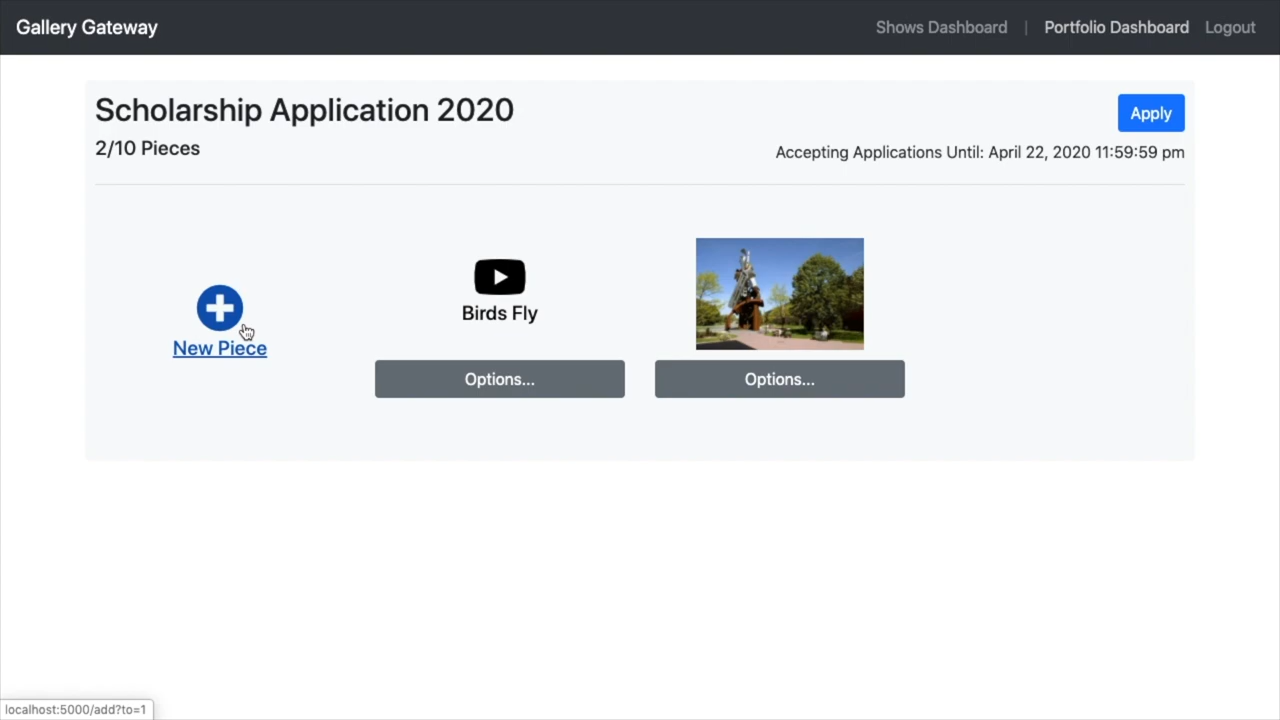 Gallery Gateway
Shows Dashboard | Portfolio Dashboard Logout
Scholarship Application 2020
Apply
2/10 Pieces
Accepting Applications Until: April 22, 2020 11:59:59 pm
New Piece
Birds Fly
Options...
Options...
localhost:5000/add?to=1